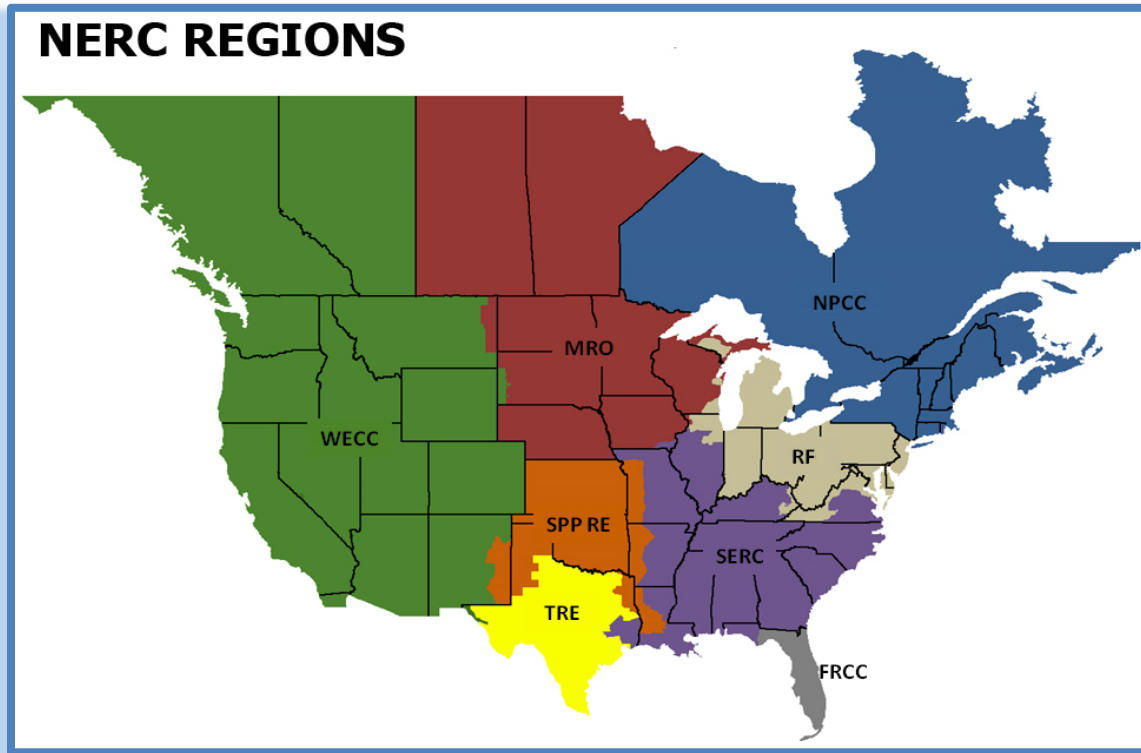 NERC REGIONS
NPCC
MRO
WECC
RF
SPP RE
SERC
TRE
FRCC